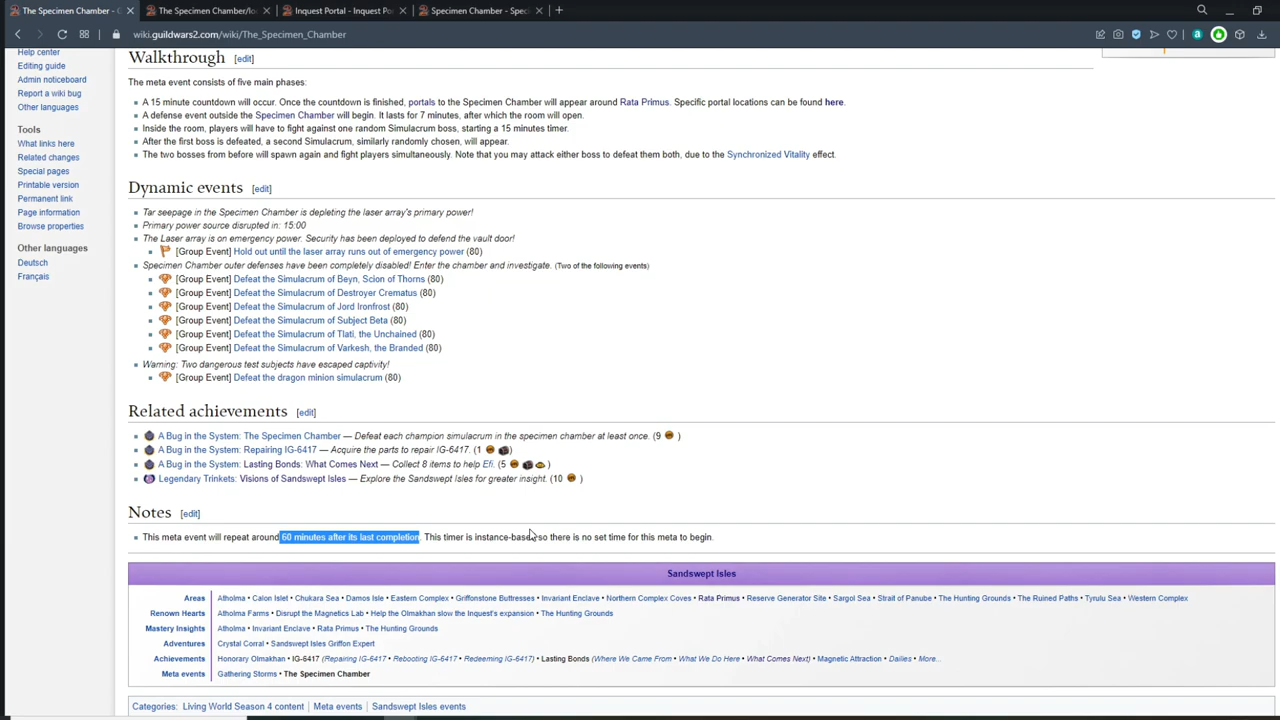 The Specimen Chamber - G
The Specimen Chamber/lo
Inquest Portal - Inquest Po
Specimen Chamber - Spec
wiki.guildwars2.com/wiki/The_Specimen_Chamber
Help center
Editing guide
Admin noticeboard
Report a wiki bug
Other languages
Tools
What links here
Related changes
Special pages
Printable version
Permanent link
Page information
Browse properties
Other languages
Deutsch
Français
Walkthrough [edit]
The meta event consists of five main phases:
A 15 minute countdown will occur. Once the countdown is finished, portals to the Specimen Chamber will appear around Rata Primus. Specific portal locations can be found here.
A defense event outside the Specimen Chamber will begin. It lasts for 7 minutes, after which the room will open.
Inside the room, players will have to fight against one random Simulacrum boss, starting a 15 minutes timer.
After the first boss is defeated, a second Simulacrum, similarly randomly chosen, will appear.
The two bosses from before will spawn again and fight players simultaneously. Note that you may attack either boss to defeat them both, due to the Synchronized Vitality effect.
Dynamic events [edit]
Tar seepage in the Specimen Chamber is depleting the laser array's primary power!
Primary power source disrupted in: 15:00
The Laser array is on emergency power. Security has been deployed to defend the vault door!
[Group Event] Hold out until the laser array runs out of emergency power (80)
Specimen Chamber outer defenses have been completely disabled! Enter the chamber and investigate. (Two of the following events)
[Group Event] Defeat the Simulacrum of Beyn, Scion of Thorns (80)
[Group Event] Defeat the Simulacrum of Destroyer Crematus (80)
[Group Event] Defeat the Simulacrum of Jord Ironfrost (80)
[Group Event] Defeat the Simulacrum of Subject Beta (80)
[Group Event] Defeat the Simulacrum of Tlati, the Unchained (80)
[Group Event] Defeat the Simulacrum of Varkesh, the Branded (80)
Warning: Two dangerous test subjects have escaped captivity!
[Group Event] Defeat the dragon minion simulacrum (80)
Related achievements [edit]
A Bug in the System: The Specimen Chamber — Defeat each champion simulacrum in the specimen chamber at least once. (9 )
A Bug in the System: Repairing IG-6417 — Acquire the parts to repair IG-6417. (1 )
A Bug in the System: Lasting Bonds: What Comes Next — Collect 8 items to help Efi. (5 )
Legendary Trinkets: Visions of Sandswept Isles — Explore the Sandswept Isles for greater insight. (10 )
Notes [edit]
This meta event will repeat around 60 minutes after its last completion. This timer is instance-based so there is no set time for this meta to begin.
Sandswept Isles
Areas Atholma • Calon Islet • Chukara Sea • Damos Isle • Eastern Complex • Griffonstone Buttresses • Invariant Enclave • Northern Complex Coves • Rata Primus • Reserve Generator Site • Sargol Sea • Strait of Panube • The Hunting Grounds • The Ruined Paths • Tyrulu Sea • Western Complex
Renown Hearts Atholma Farms • Disrupt the Magnetics Lab • Help the Olmakhan slow the Inquest's expansion • The Hunting Grounds
Mastery Insights Atholma • Invariant Enclave • Rata Primus • The Hunting Grounds
Adventures Crystal Corral • Sandswept Isles Griffon Expert
Achievements Honorary Olmakhan • IG-6417 (Repairing IG-6417 • Rebooting IG-6417 • Redeeming IG-6417) • Lasting Bonds (Where We Came From • What We Do Here • What Comes Next) • Magnetic Attraction • Dailies • More...
Meta events Gathering Storms • The Specimen Chamber
Categories: Living World Season 4 content | Meta events | Sandswept Isles events